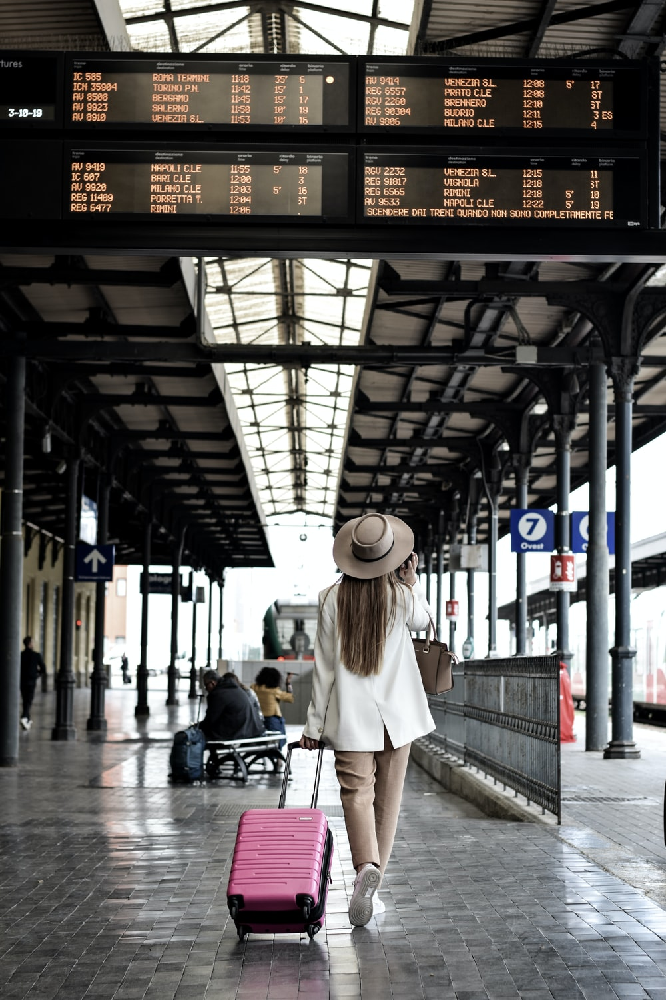 tures
3-10-19
treno destinazione orario ritardo binario
train destination time delay platform
IC 585 ROMA TERMINI 11:18 35' 6
ICN 35904 TORINO P.N. 11:42 15' 1
AV 8508 BERGAMO 11:45 15' 17
AV 9923 SALERNO 11:50 10' 19
AV 8910 VENEZIA S.L. 11:53 10' 16
treno destinazione orario ritardo binario
train destination time delay platform
AV 9414 VENEZIA S.L. 12:08 5' 17
REG 6557 PRATO C.LE 12:08 ST
RGV 2260 BRENNERO 12:10 ST
REG 90304 BUDRIO 12:11 3 ES
AV 9806 MILANO C.LE 12:15 4
treno destinazione orario ritardo binario
train destination time delay platform
AV 9419 NAPOLI C.LE 11:55 5' 18
IC 607 BARI C.LE 12:00 3
AV 9920 MILANO C.LE 12:03 5' 16
REG 11489 PORRETTA T. 12:04 ST
REG 6477 RIMINI 12:06
treno destinazione orario ritardo binario
train destination time delay platform
RGV 2232 VENEZIA S.L. 12:15 11
REG 91817 VIGNOLA 12:18 ST
REG 6565 RIMINI 12:18 5' 10
AV 9533 NAPOLI C.LE 12:22 5' 19
SCENDERE DAI TRENI QUANDO NON SONO COMPLETAMENTE FE
7
Ovest